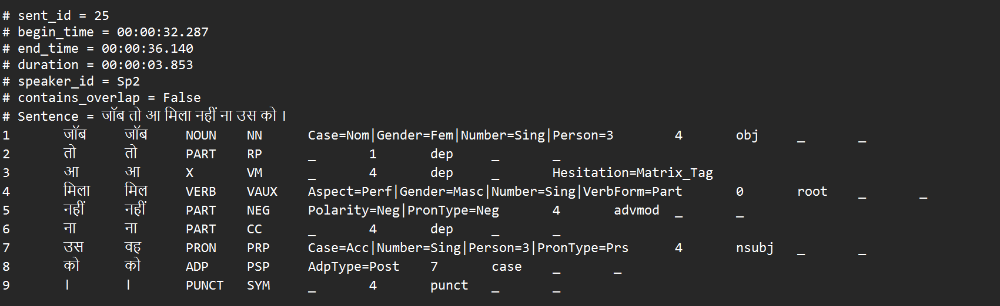 # sent_id = 25
# begin_time = 00:00:32.287
# end_time = 00:00:36.140
# duration = 00:00:03.853
# speaker_id = Sp2
# contains_overlap = False
# Sentence = जॉब तो आ मिला नहीं ना उस को ।
1 जॉब जॉब NOUN NN Case=Nom|Gender=Fem|Number=Sing|Person=3 4 obj _ _
2 तो तो PART RP _ 1 dep _ _
3 आ आ X VM _ 4 dep _ Hesitation=Matrix_Tag
4 मिला मिल VERB VAUX Aspect=Perf|Gender=Masc|Number=Sing|VerbForm=Part 0 root _ _
5 नहीं नहीं PART NEG Polarity=Neg|PronType=Neg 4 advmod _ _
6 ना ना PART CC _ 4 dep _ _
7 उस वह PRON PRP Case=Acc|Number=Sing|Person=3|PronType=Prs 4 nsubj _ _
8 को को ADP PSP AdpType=Post 7 case _ _
9 । । PUNCT SYM _ 4 punct _ _